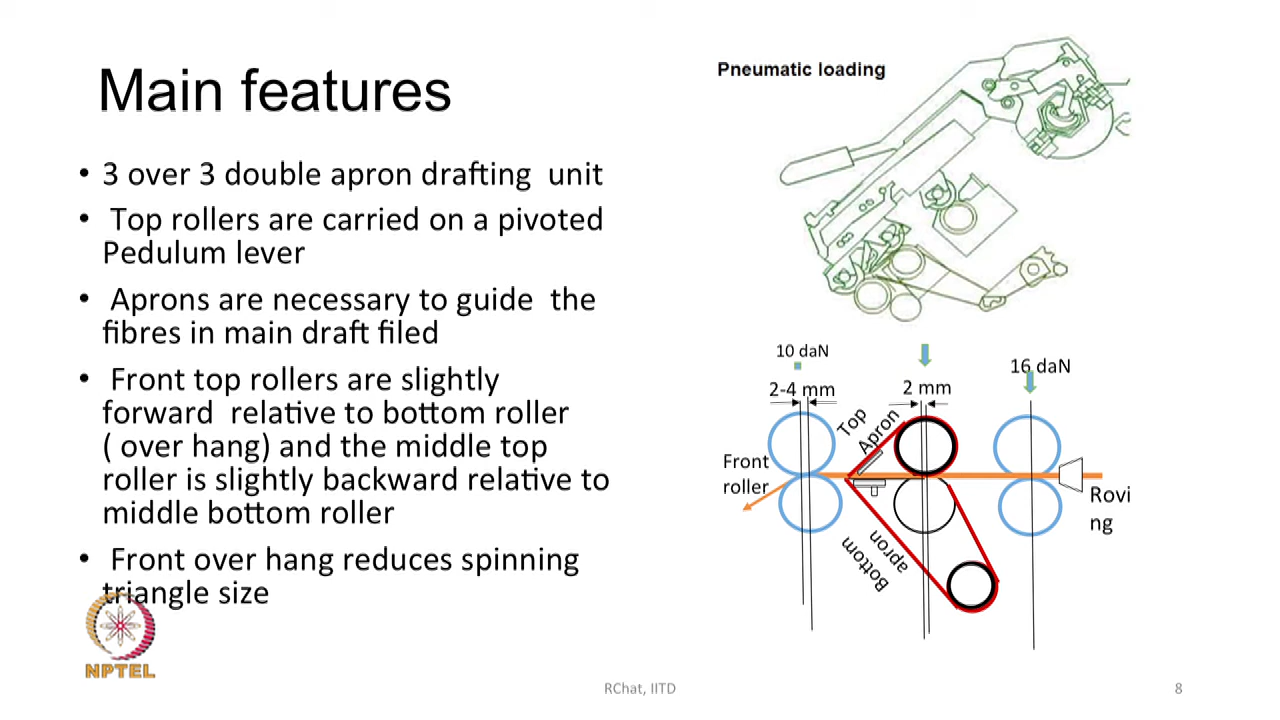 Main features
• 3 over 3 double apron drafting unit
• Top rollers are carried on a pivoted
Pedulum lever
• Aprons are necessary to guide the
fibres in main draft filed
• Front top rollers are slightly
forward relative to bottom roller
( over hang) and the middle top
roller is slightly backward relative to
middle bottom roller
• Front over hang reduces spinning
triangle size
NPTEL
Pneumatic loading
10 daN
16 daN
2-4 mm
2 mm
Top
Apron
Front
roller
Rovi
ng
Bottom
apron
RChat, IITD
8